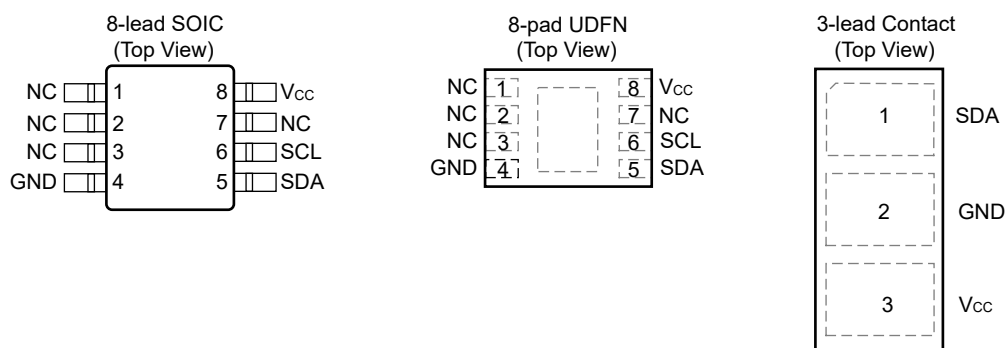 8-lead SOIC
(Top View)
NC 1 8 Vcc
NC 2 7 NC
NC 3 6 SCL
GND 4 5 SDA
8-pad UDFN
(Top View)
NC 1 8 Vcc
NC 2 7 NC
NC 3 6 SCL
GND 4 5 SDA
3-lead Contact
(Top View)
1 SDA
2 GND
3 Vcc